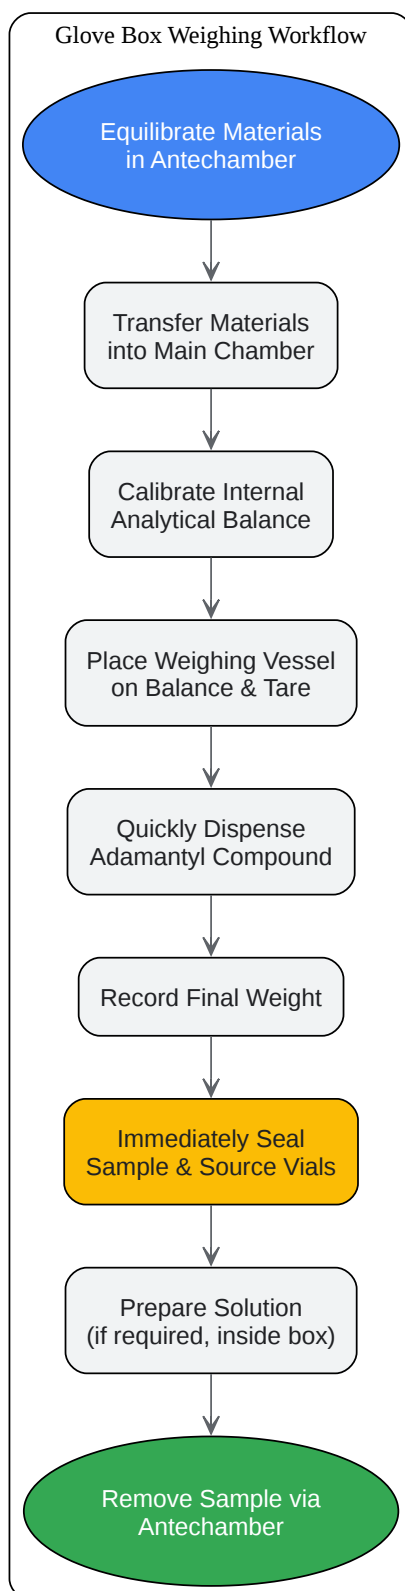 Glove Box Weighing Workflow
Equilibrate Materials
in Antechamber
Transfer Materials
into Main Chamber
Calibrate Internal
Analytical Balance
Place Weighing Vessel
on Balance & Tare
Quickly Dispense
Adamantyl Compound
Record Final Weight
Immediately Seal
Sample & Source Vials
Prepare Solution
(if required, inside box)
Remove Sample via
Antechamber